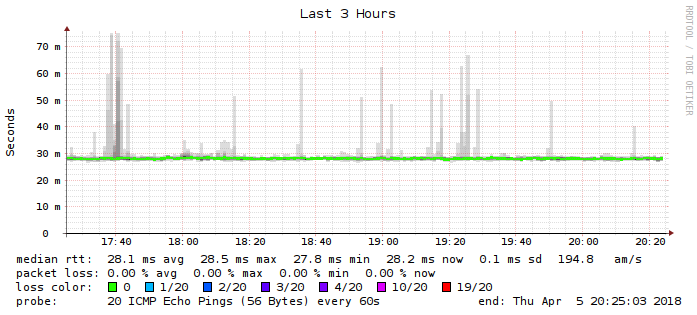 Last 3 Hours
RRDTOOL / TOBI OETIKER
Seconds
70 m
60 m
50 m
40 m
30 m
20 m
10 m
0
17:40 18:00 18:20 18:40 19:00 19:20 19:40 20:00 20:20
median rtt: 28.1 ms avg 28.5 ms max 27.8 ms min 28.2 ms now 0.1 ms sd 194.8 am/s
packet loss: 0.00 % avg 0.00 % max 0.00 % min 0.00 % now
loss color: 0 1/20 2/20 3/20 4/20 10/20 19/20
probe: 20 ICMP Echo Pings (56 Bytes) every 60s end: Thu Apr 5 20:25:03 2018